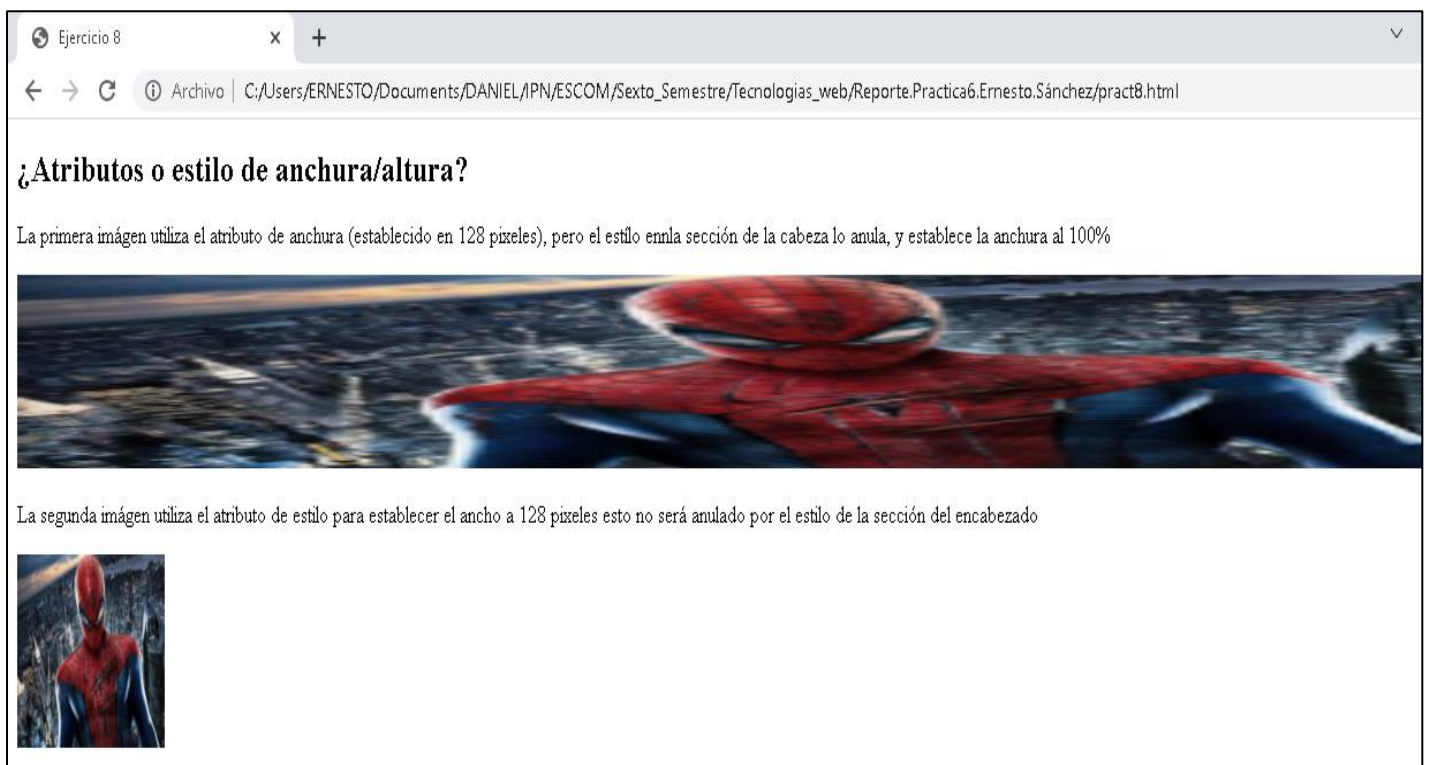 Ejercicio 8
Archivo | C:/Users/ERNESTO/Documents/DANIEL/IPN/ESCOM/Sexto_Semestre/Tecnologias_web/Reporte.Practica6.Ernesto.Sánchez/pract8.html
¿Atributos o estilo de anchura/altura?
La primera imágen utiliza el atributo de anchura (establecido en 128 pixeles), pero el estílo ennla sección de la cabeza lo anula, y establece la anchura al 100%
La segunda imágen utiliza el atributo de estilo para establecer el ancho a 128 pixeles esto no será anulado por el estilo de la sección del encabezado